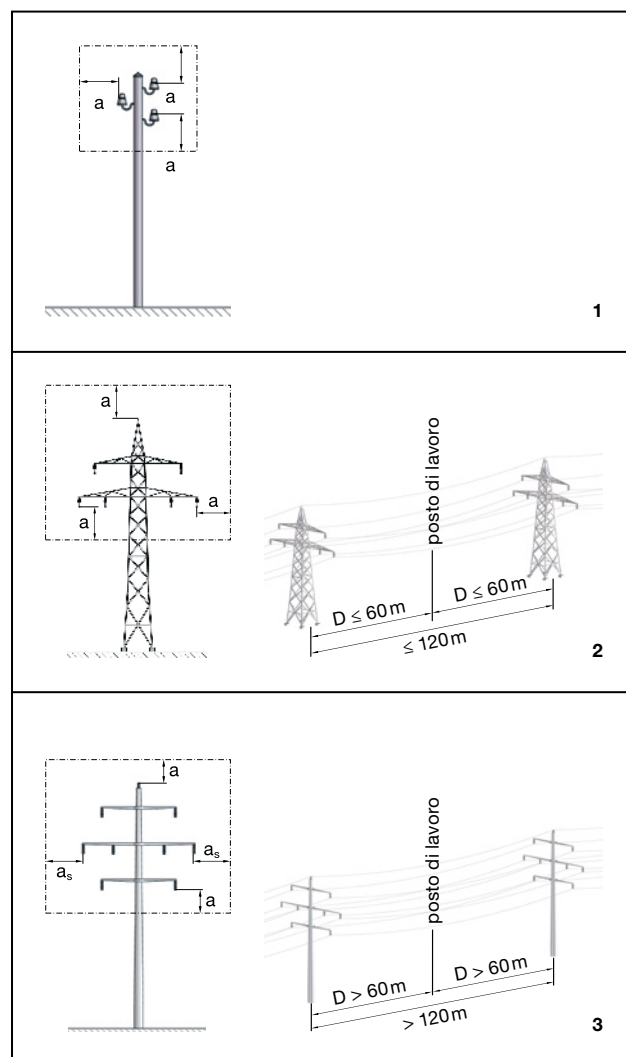 a
a
a
1
a
a
a
posto di lavoro
D ≤ 60 m
D ≤ 60 m
≤ 120 m
2
a
aₛ
aₛ
a
posto di lavoro
D > 60 m
D > 60 m
> 120 m
3